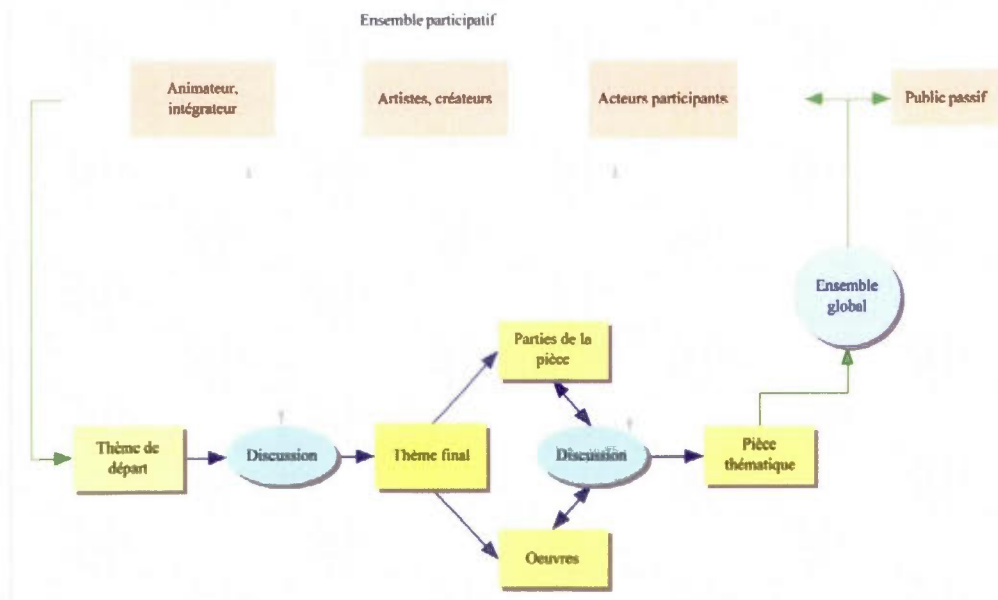 Ensemble participatif
Animateur,
intégrateur
Artistes, créateurs
Acteurs participants
Public passif
Ensemble
global
Parties de la
pièce
Thème de
départ
Discussion
Thème final
Discussion
Pièce
thématique
Oeuvres